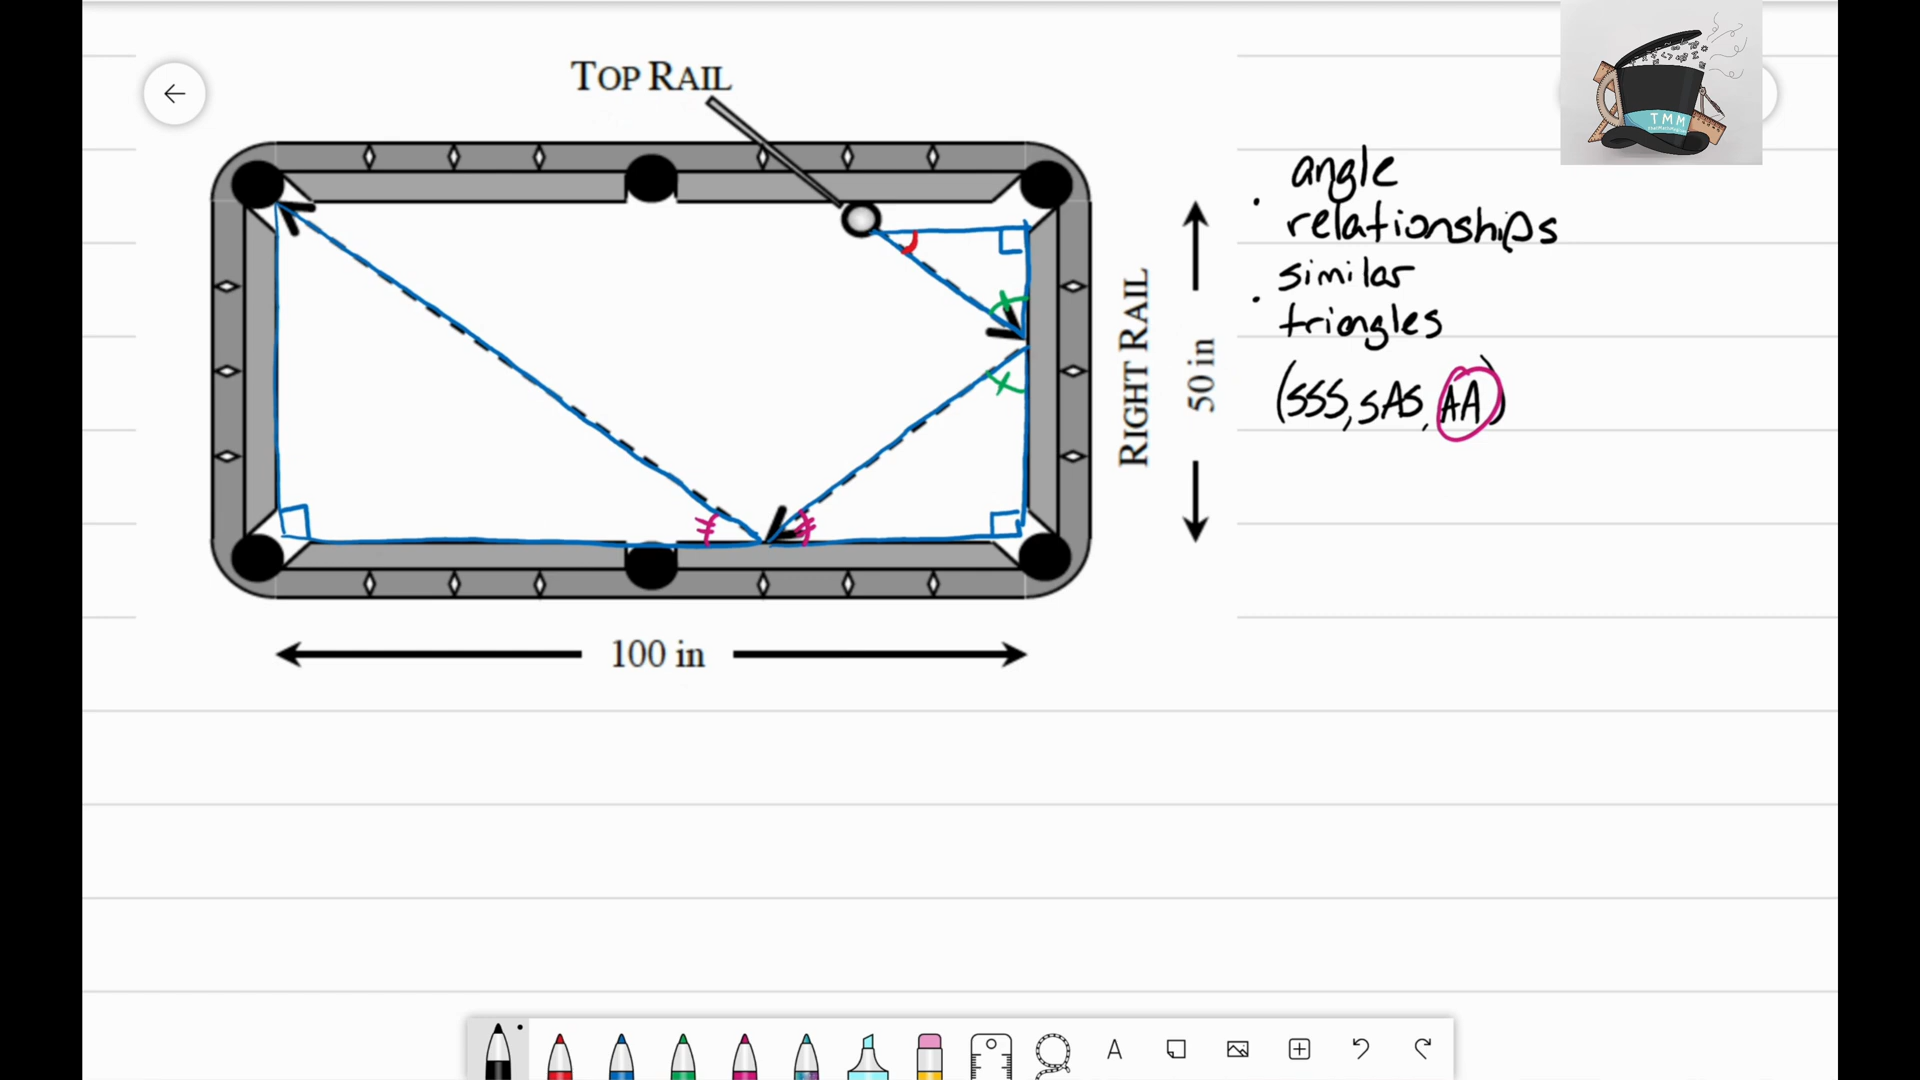 TOP RAIL
TMM
angle
relationships
similar
triangles
(SSS, SAS, AA)
RIGHT RAIL
50 in
100 in
A